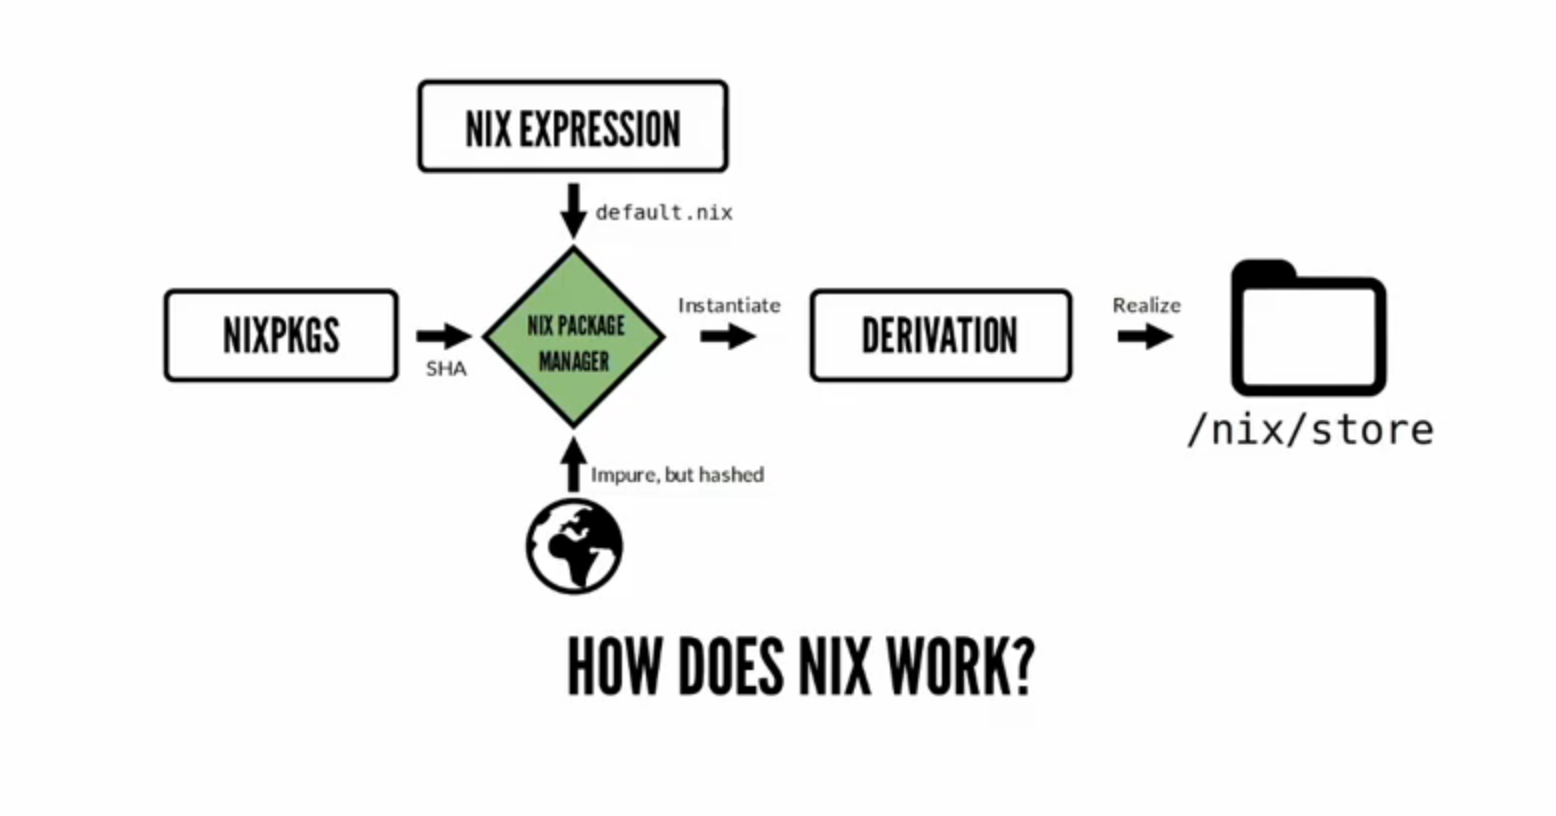 NIX EXPRESSION
default.nix
NIXPKGS
SHA
NIX PACKAGE
MANAGER
Instantiate
DERIVATION
Realize
/nix/store
Impure, but hashed
HOW DOES NIX WORK?